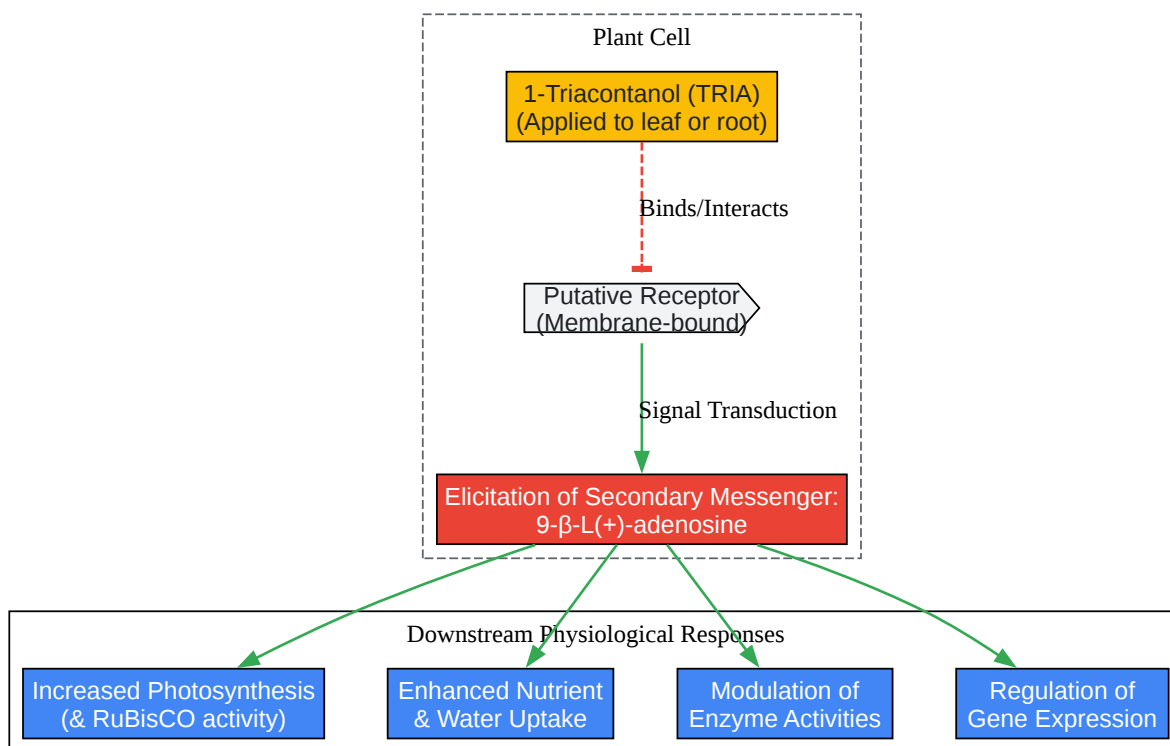 Plant Cell
1-Triacontanol (TRIA)
(Applied to leaf or root)
Binds/Interacts
Putative Receptor
(Membrane-bound)
Signal Transduction
Elicitation of Secondary Messenger:
9-β-L(+)-adenosine
Downstream Physiological Responses
Increased Photosynthesis
(& RuBisCO activity)
Enhanced Nutrient
& Water Uptake
Modulation of
Enzyme Activities
Regulation of
Gene Expression